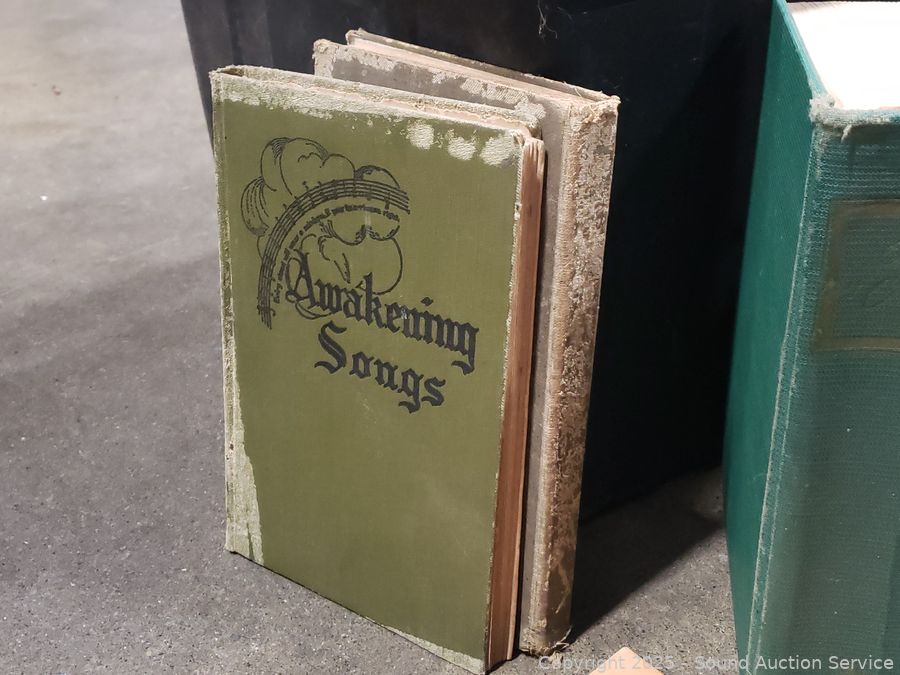 Awakening
Songs
Copyright 2025 - Sound Auction Service